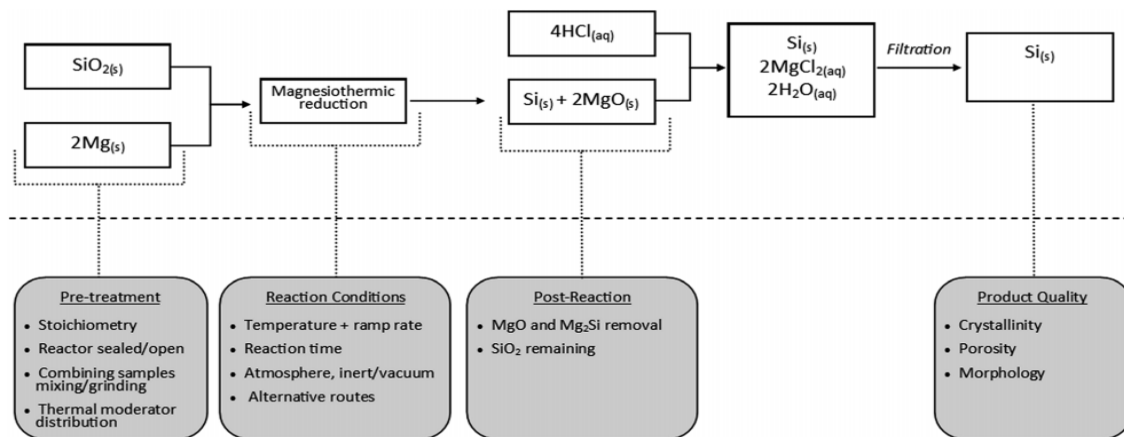 SiO2(s)
2Mg(s)
Magnesiothermic
reduction
4HCl(aq)
Si(s) + 2MgO(s)
Si(s)
2MgCl2(aq)
2H2O(aq)
Filtration
Si(s)
Pre-treatment
• Stoichiometry
• Reactor sealed/open
• Combining samples
mixing/grinding
• Thermal moderator
distribution
Reaction Conditions
• Temperature + ramp rate
• Reaction time
• Atmosphere, inert/vacuum
• Alternative routes
Post-Reaction
• MgO and Mg2Si removal
• SiO2 remaining
Product Quality
• Crystallinity
• Porosity
• Morphology